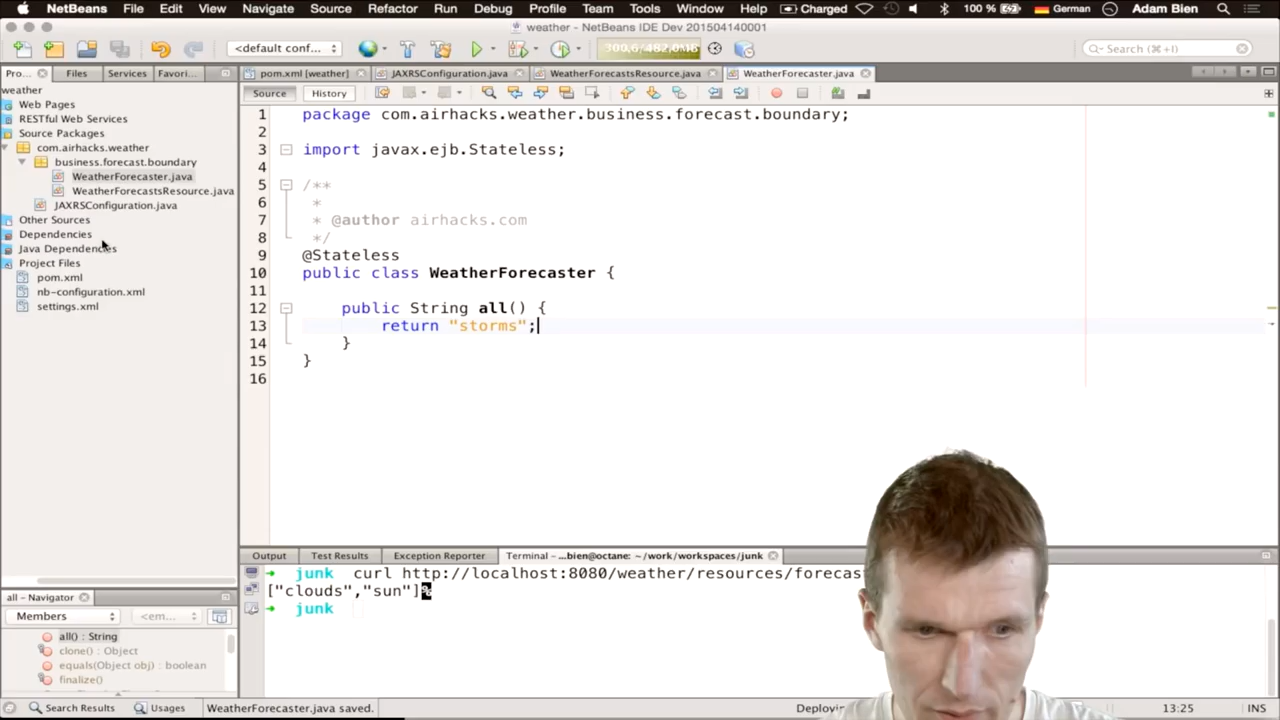 NetBeans File Edit View Navigate Source Refactor Run Debug Profile Team Tools Window Help Charged 100 % German Adam Bien
weather - NetBeans IDE Dev 201504140001
<default conf... 300,6/482,0MB Search (⌘+I)
Pro... Files Services Favori...
pom.xml [weather] JAXRSConfiguration.java WeatherForecastsResource.java WeatherForecaster.java
Source History
weather
Web Pages
RESTful Web Services
Source Packages
com.airhacks.weather
business.forecast.boundary
WeatherForecaster.java
WeatherForecastsResource.java
JAXRSConfiguration.java
Other Sources
Dependencies
Java Dependencies
Project Files
pom.xml
nb-configuration.xml
settings.xml
1 package com.airhacks.weather.business.forecast.boundary;
2
3 import javax.ejb.Stateless;
4
5 /**
6 *
7 * @author airhacks.com
8 */
9 @Stateless
10 public class WeatherForecaster {
11
12 public String all() {
13 return "storms";
14 }
15 }
16
Output Test Results Exception Reporter Terminal - ...bien@octane: ~/work/workspaces/junk
➜ junk curl http://localhost:8080/weather/resources/forecas
["clouds","sun"]%
➜ junk
all - Navigator
Members <em...
all() : String
clone() : Object
equals(Object obj) : boolean
finalize()
Search Results Usages WeatherForecaster.java saved. Deployin 13:25 INS